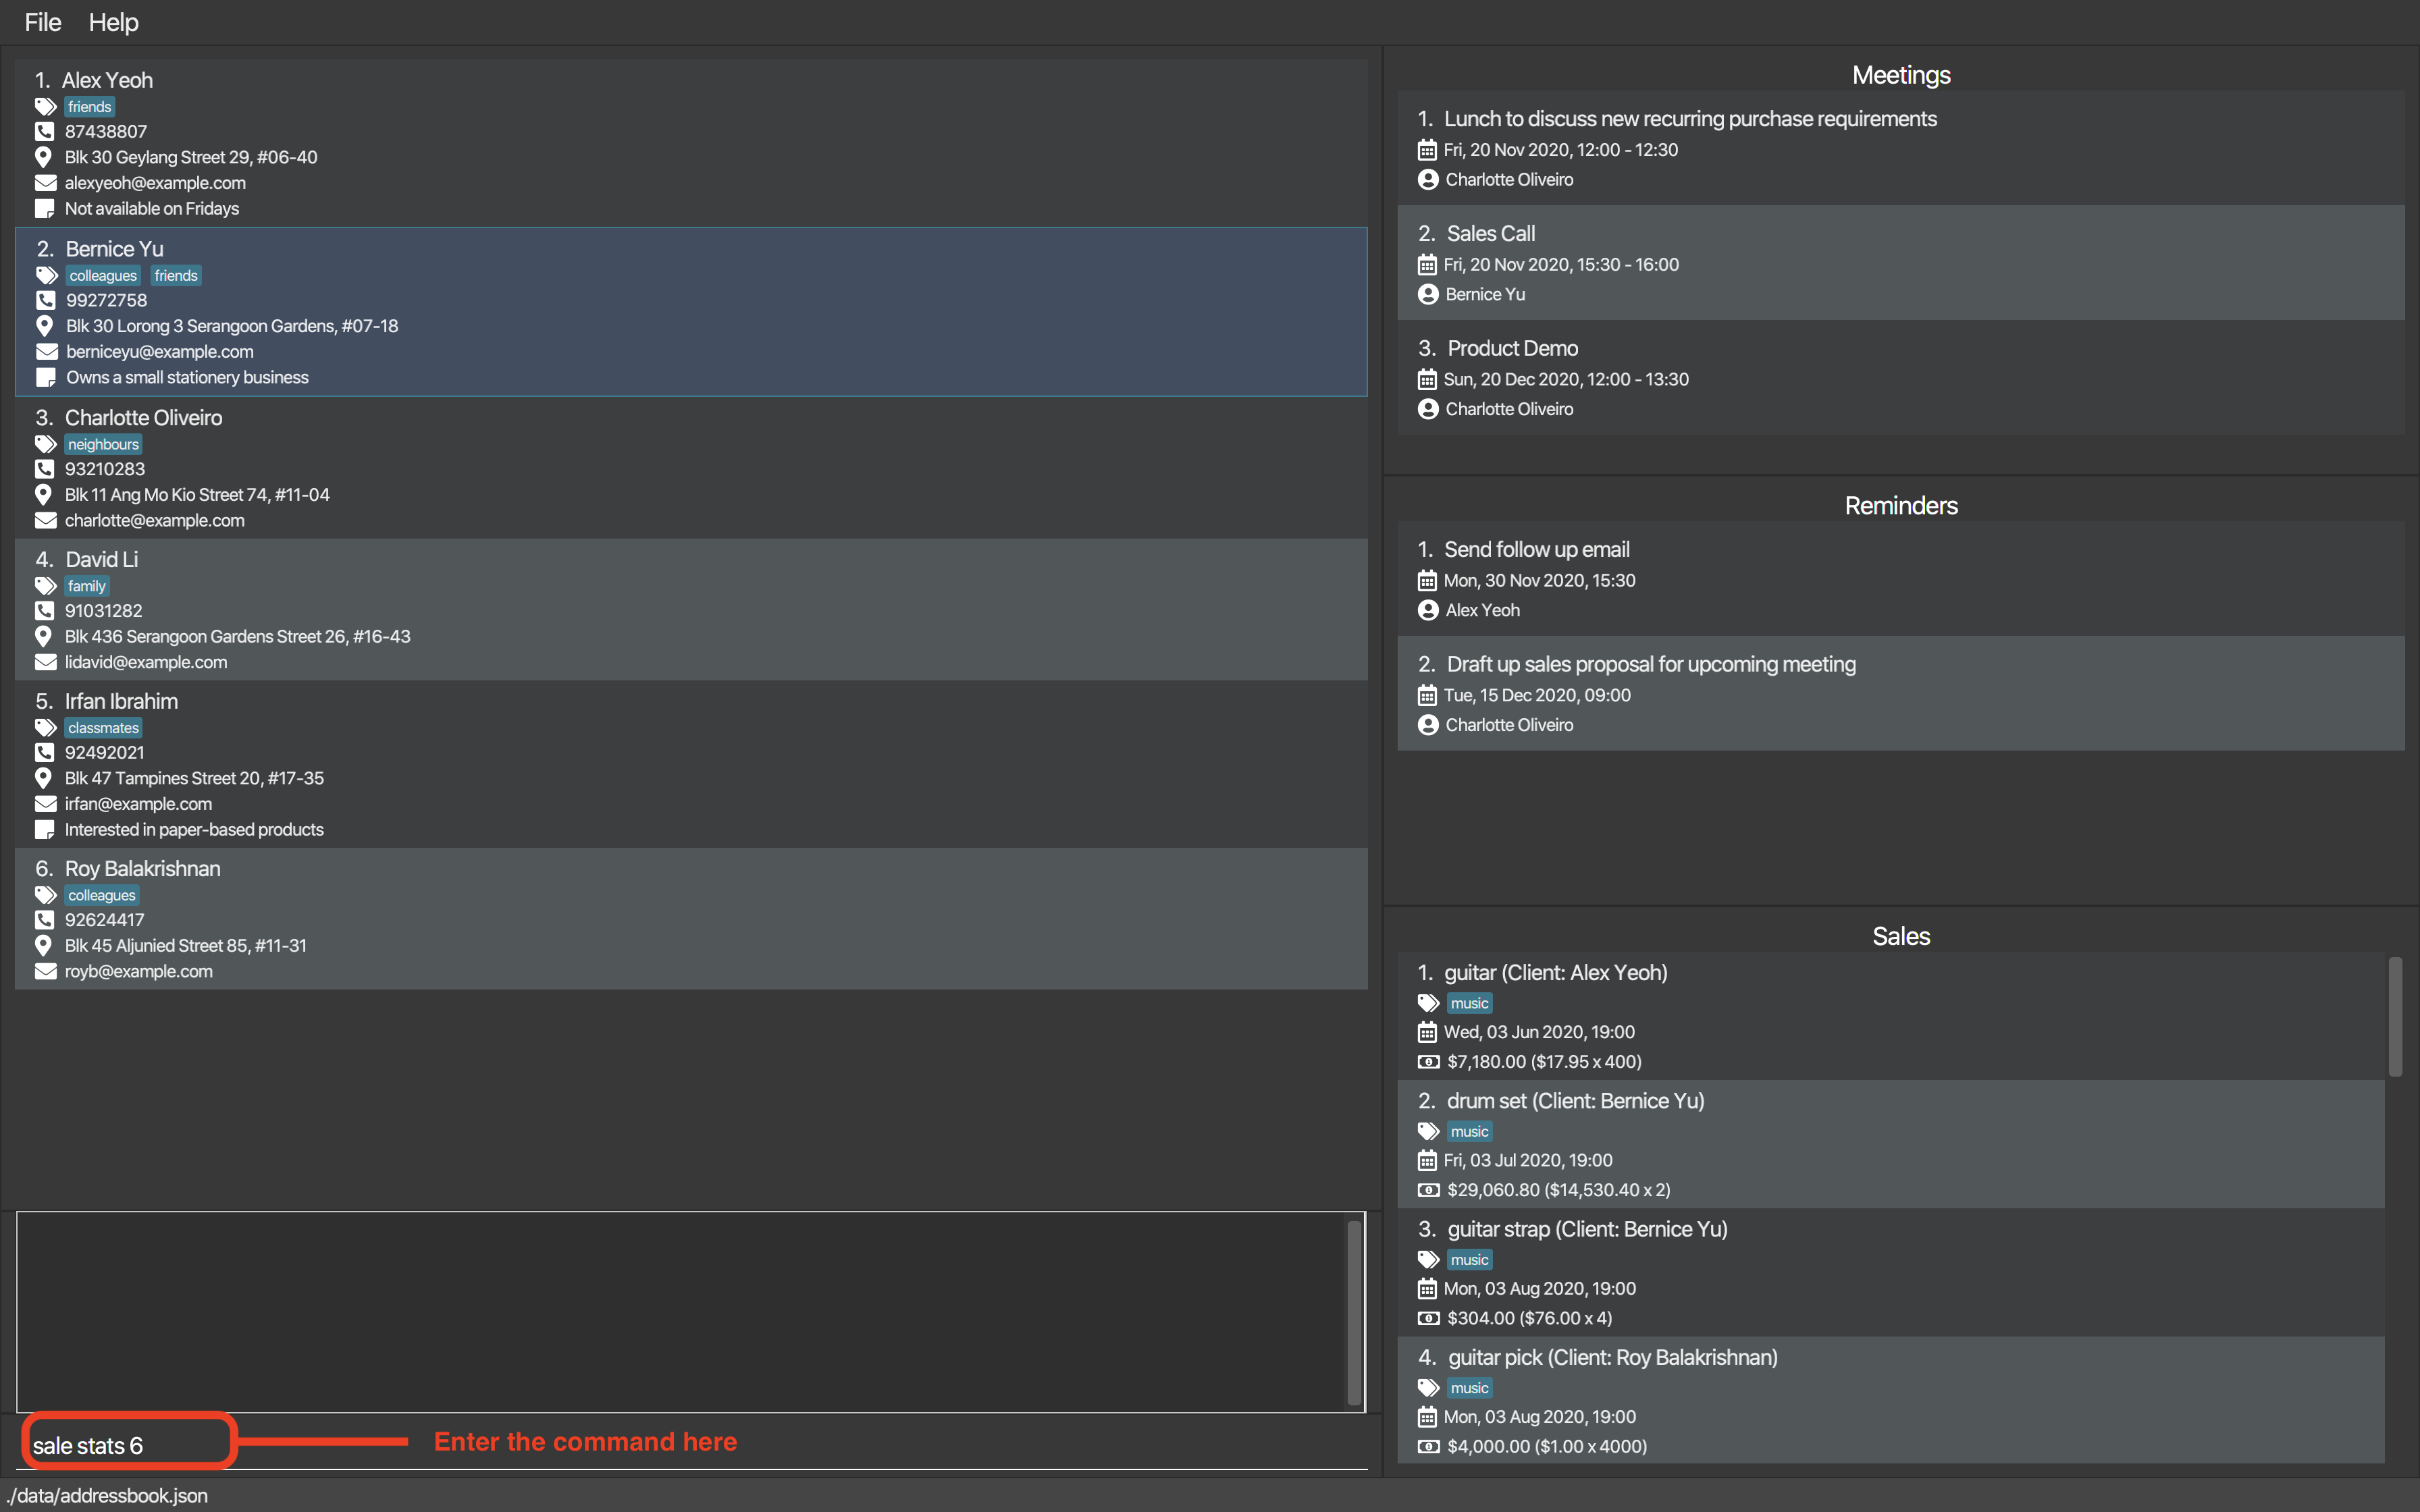 File Help
1. Alex Yeoh
friends
87438807
Blk 30 Geylang Street 29, #06-40
alexyeoh@example.com
Not available on Fridays
2. Bernice Yu
colleagues friends
99272758
Blk 30 Lorong 3 Serangoon Gardens, #07-18
berniceyu@example.com
Owns a small stationery business
3. Charlotte Oliveiro
neighbours
93210283
Blk 11 Ang Mo Kio Street 74, #11-04
charlotte@example.com
4. David Li
family
91031282
Blk 436 Serangoon Gardens Street 26, #16-43
lidavid@example.com
5. Irfan Ibrahim
classmates
92492021
Blk 47 Tampines Street 20, #17-35
irfan@example.com
Interested in paper-based products
6. Roy Balakrishnan
colleagues
92624417
Blk 45 Aljunied Street 85, #11-31
royb@example.com
sale stats 6
Enter the command here
./data/addressbook.json
Meetings
1. Lunch to discuss new recurring purchase requirements
Fri, 20 Nov 2020, 12:00 - 12:30
Charlotte Oliveiro
2. Sales Call
Fri, 20 Nov 2020, 15:30 - 16:00
Bernice Yu
3. Product Demo
Sun, 20 Dec 2020, 12:00 - 13:30
Charlotte Oliveiro
Reminders
1. Send follow up email
Mon, 30 Nov 2020, 15:30
Alex Yeoh
2. Draft up sales proposal for upcoming meeting
Tue, 15 Dec 2020, 09:00
Charlotte Oliveiro
Sales
1. guitar (Client: Alex Yeoh)
music
Wed, 03 Jun 2020, 19:00
$7,180.00 ($17.95 x 400)
2. drum set (Client: Bernice Yu)
music
Fri, 03 Jul 2020, 19:00
$29,060.80 ($14,530.40 x 2)
3. guitar strap (Client: Bernice Yu)
music
Mon, 03 Aug 2020, 19:00
$304.00 ($76.00 x 4)
4. guitar pick (Client: Roy Balakrishnan)
music
Mon, 03 Aug 2020, 19:00
$4,000.00 ($1.00 x 4000)